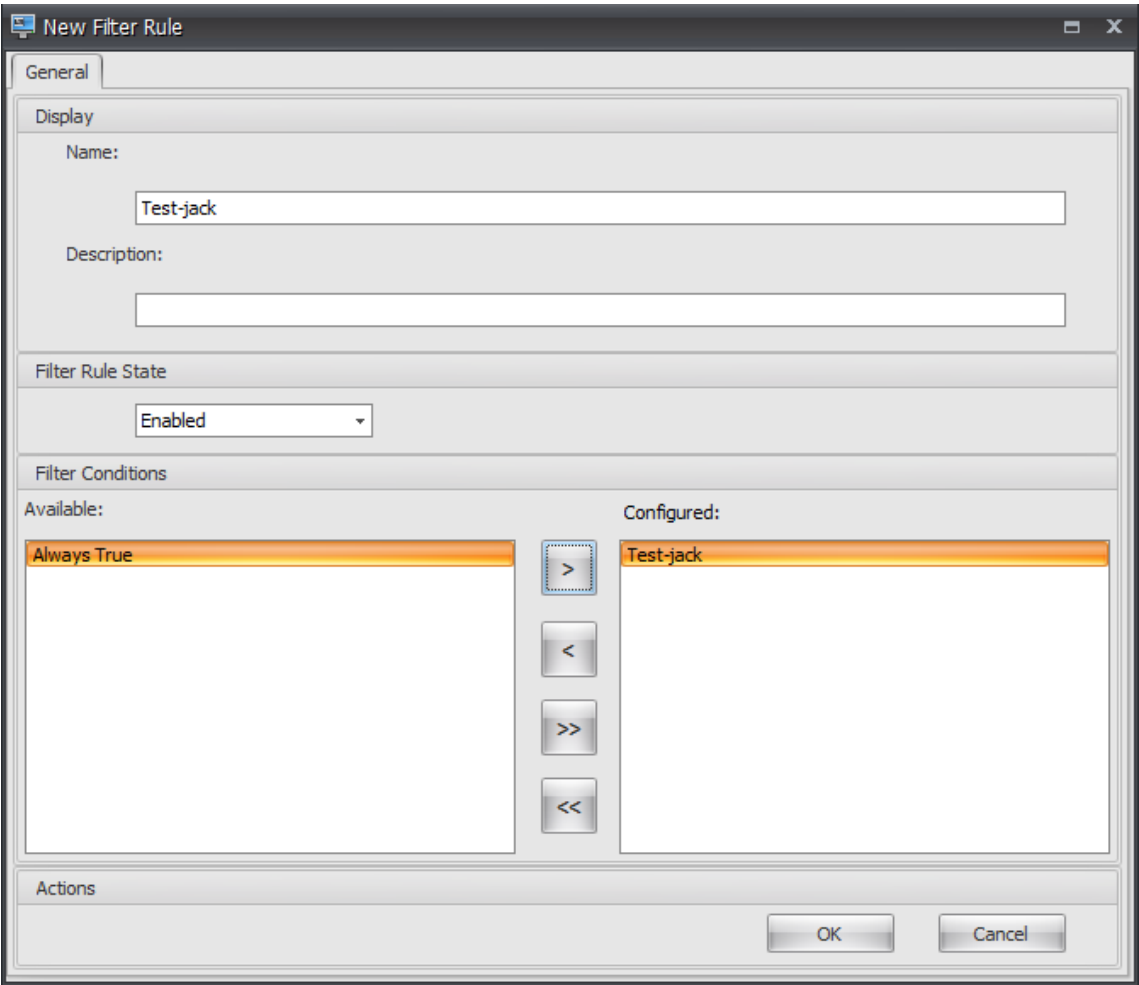 New Filter Rule
General
Display
Name:
Test-jack
Description:
Filter Rule State
Enabled
Filter Conditions
Available:
Configured:
Always True
>
Test-jack
<
>>
<<
Actions
OK
Cancel